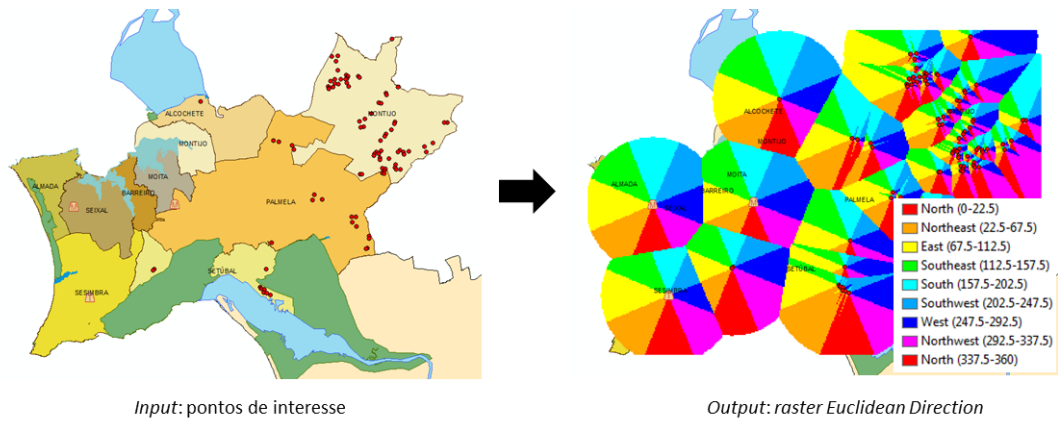 ALCOCHETE
MONTIJO
MONTIJO
MOITA
ALMADA
BARREIRO
SEIXAL
PALMELA
SETÚBAL
SESIMBRA
ALCOCHETE
MONTIJO
MOITA
ALMADA
BARREIRO
SEIXAL
PALMELA
SETÚBAL
SESIMBRA
North (0-22.5)
Northeast (22.5-67.5)
East (67.5-112.5)
Southeast (112.5-157.5)
South (157.5-202.5)
Southwest (202.5-247.5)
West (247.5-292.5)
Northwest (292.5-337.5)
North (337.5-360)
Input: pontos de interesse
Output: raster Euclidean Direction